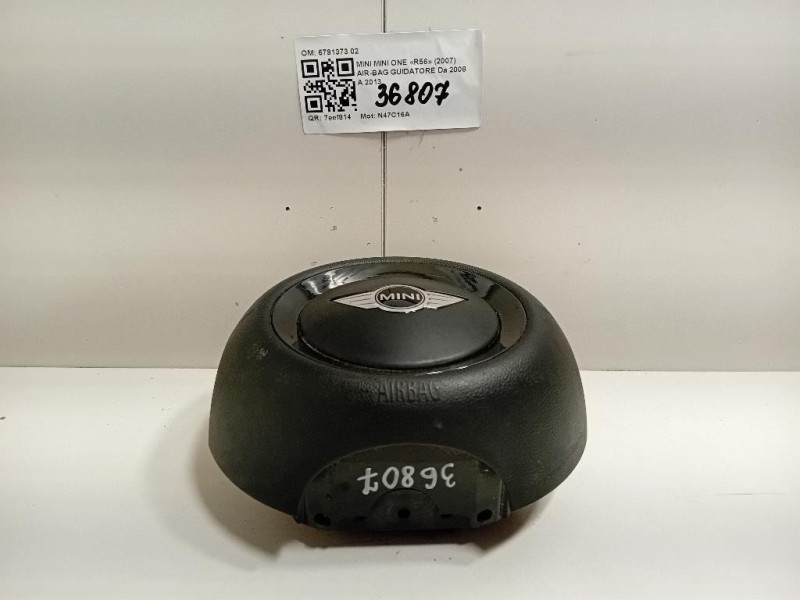 OM: 6791373 02
MINI MINI ONE «R56» (2007)
AIR-BAG GUIDATORE Da 2008
A 2013
36807
QR: 7eef814 Mot: N47C16A
MINI
AIRBAG
36807